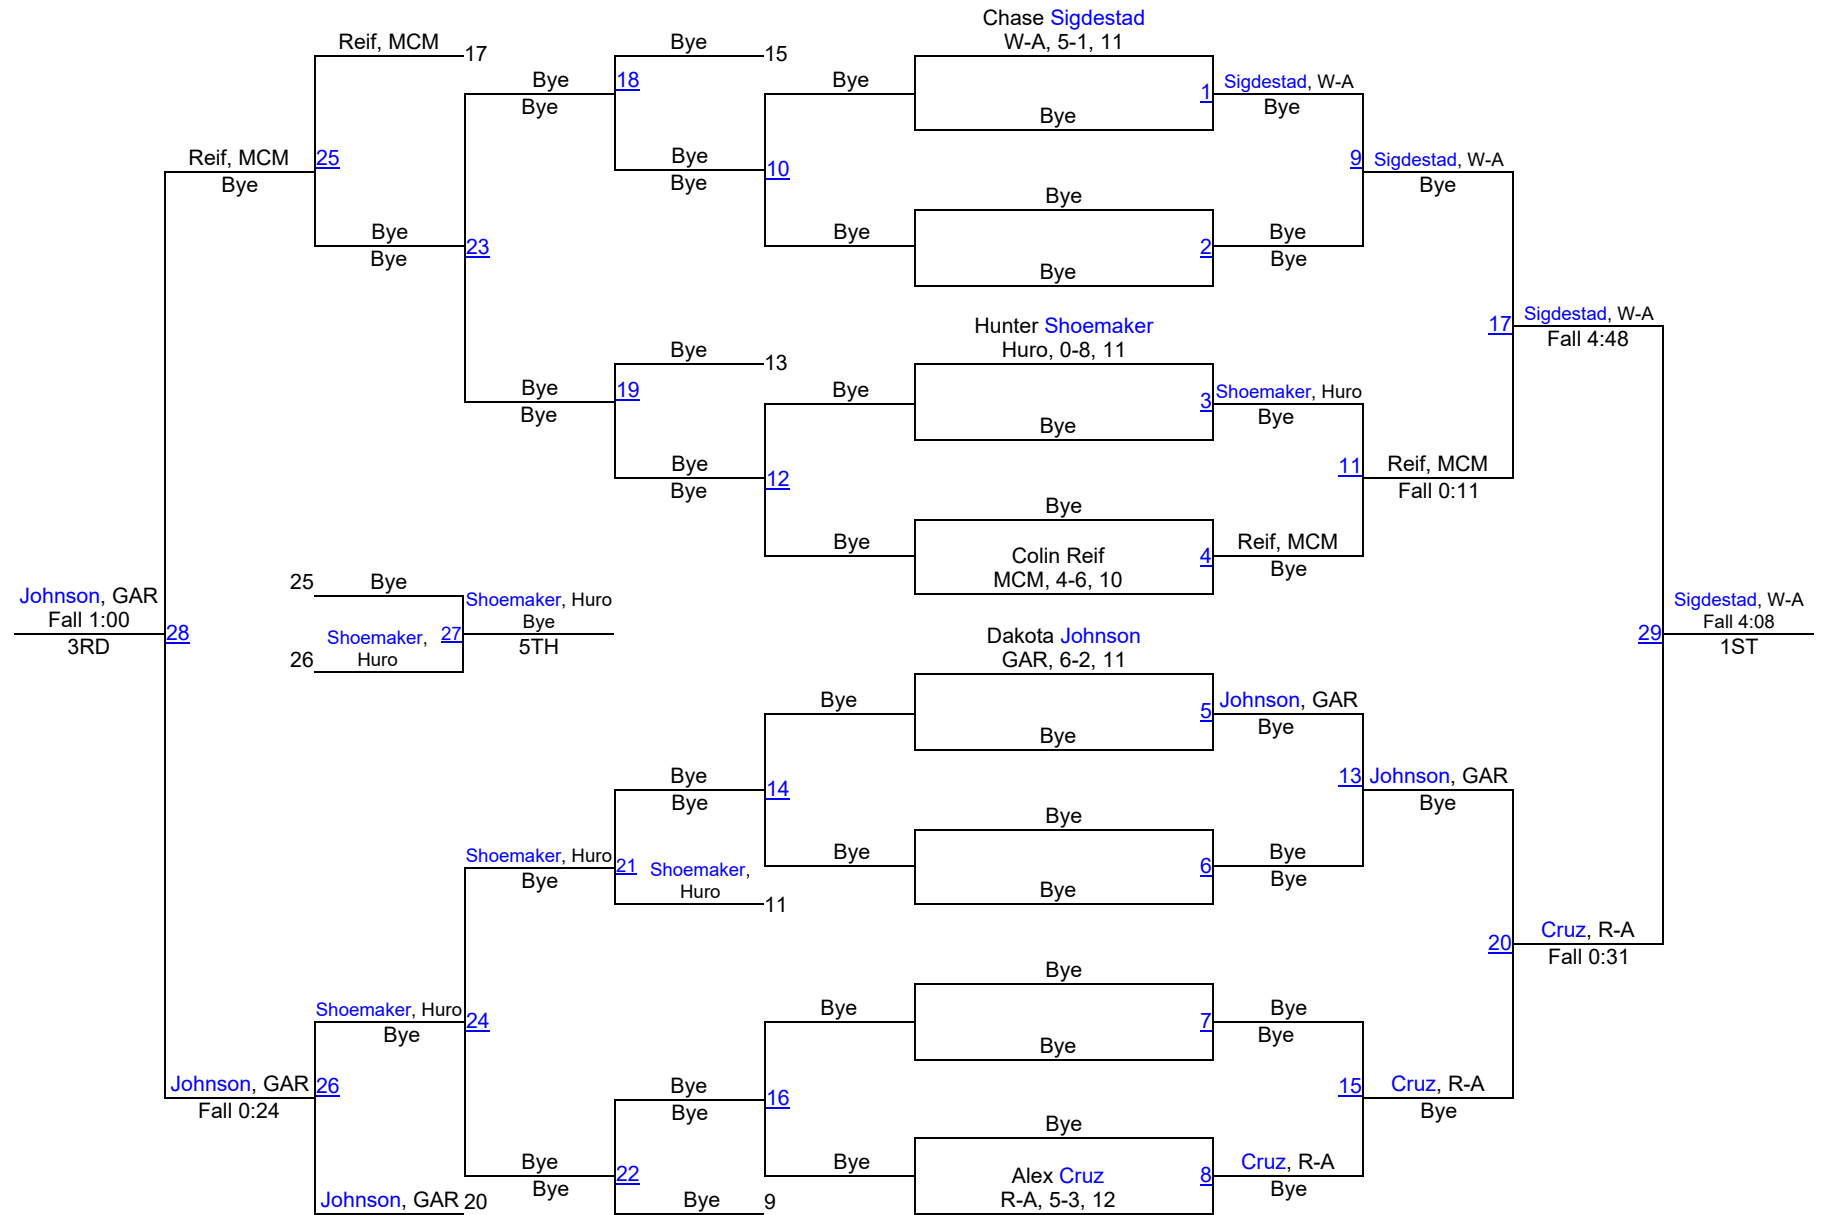 Chase Sigdestad
W-A, 5-1, 11
Reif, MCM
17
Bye
15
Bye
18
Bye
Bye
1
Sigdestad, W-A
Bye
Bye
Reif, MCM
25
Bye
Bye
10
Bye
9
Sigdestad, W-A
Bye
Bye
Bye
Bye
23
Bye
2
Bye
Bye
Bye
Hunter Shoemaker
Huro, 0-8, 11
17
Sigdestad, W-A
Fall 4:48
Bye
13
Bye
19
Bye
Bye
3
Shoemaker, Huro
Bye
Bye
Bye
12
Bye
11
Reif, MCM
Fall 0:11
Bye
Bye
Colin Reif
MCM, 4-6, 10
4
Reif, MCM
Bye
25
Bye
Johnson, GAR
Fall 1:00
3RD
28
Shoemaker,
Huro
26
27
Shoemaker, Huro
Bye
5TH
29
Sigdestad, W-A
Fall 4:08
1ST
Dakota Johnson
GAR, 6-2, 11
Bye
5
Johnson, GAR
Bye
Bye
Bye
14
Bye
13
Johnson, GAR
Bye
Bye
Shoemaker, Huro
21
Bye
Shoemaker,
Huro
11
Bye
6
Bye
Bye
Bye
20
Cruz, R-A
Fall 0:31
Bye
Shoemaker, Huro
24
Bye
Bye
7
Bye
Bye
Bye
Johnson, GAR
26
Fall 0:24
Bye
16
Bye
15
Cruz, R-A
Bye
Bye
Bye
22
Bye
Bye
Alex Cruz
R-A, 5-3, 12
8
Cruz, R-A
Bye
Johnson, GAR
20
Bye
9